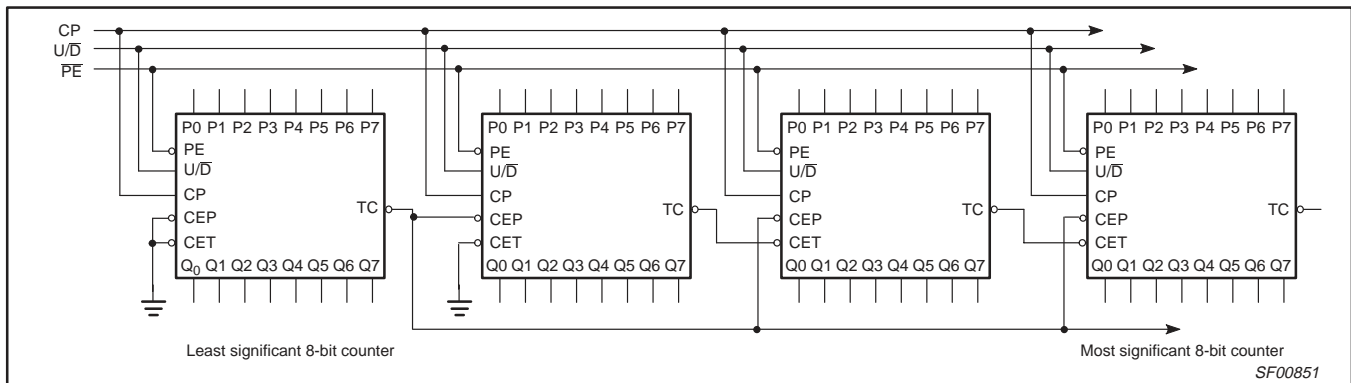 CP
U/D̅
P̅E̅
P0 P1 P2 P3 P4 P5 P6 P7
PE
U/D̅
CP
CEP
CET
TC
Q0 Q1 Q2 Q3 Q4 Q5 Q6 Q7
P0 P1 P2 P3 P4 P5 P6 P7
PE
U/D̅
CP
CEP
CET
TC
Q0 Q1 Q2 Q3 Q4 Q5 Q6 Q7
P0 P1 P2 P3 P4 P5 P6 P7
PE
U/D̅
CP
CEP
CET
TC
Q0 Q1 Q2 Q3 Q4 Q5 Q6 Q7
P0 P1 P2 P3 P4 P5 P6 P7
PE
U/D̅
CP
CEP
CET
TC
Q0 Q1 Q2 Q3 Q4 Q5 Q6 Q7
Least significant 8-bit counter
Most significant 8-bit counter
SF00851